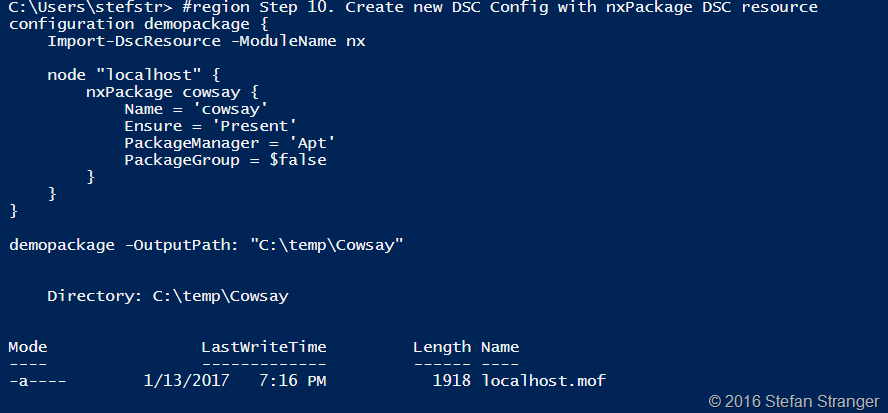 C:\Users\stefstr> #region Step 10. Create new DSC Config with nxPackage DSC resource
configuration demopackage {
    Import-DscResource -ModuleName nx

    node "localhost" {
        nxPackage cowsay {
            Name = 'cowsay'
            Ensure = 'Present'
            PackageManager = 'Apt'
            PackageGroup = $false
        }
    }
}

demopackage -OutputPath: "C:\temp\Cowsay"

    Directory: C:\temp\Cowsay

Mode                LastWriteTime         Length Name
----                -------------         ------ ----
-a----        1/13/2017   7:16 PM           1918 localhost.mof
© 2016 Stefan Stranger